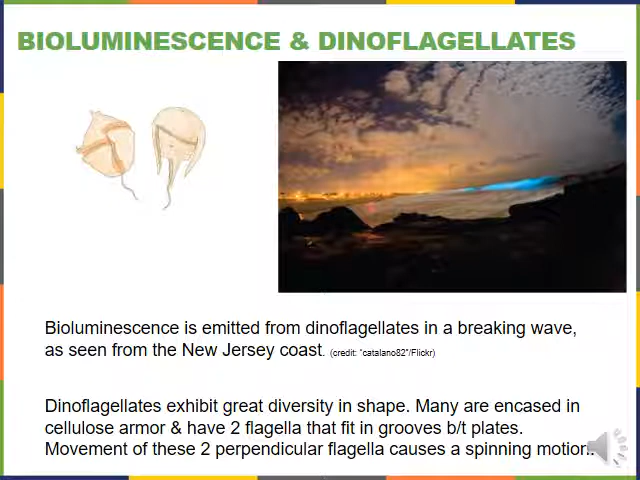 BIOLUMINESCENCE & DINOFLAGELLATES
Bioluminescence is emitted from dinoflagellates in a breaking wave,
as seen from the New Jersey coast. (credit: "catalano82"/Flickr)
Dinoflagellates exhibit great diversity in shape. Many are encased in
cellulose armor & have 2 flagella that fit in grooves b/t plates.
Movement of these 2 perpendicular flagella causes a spinning motion.